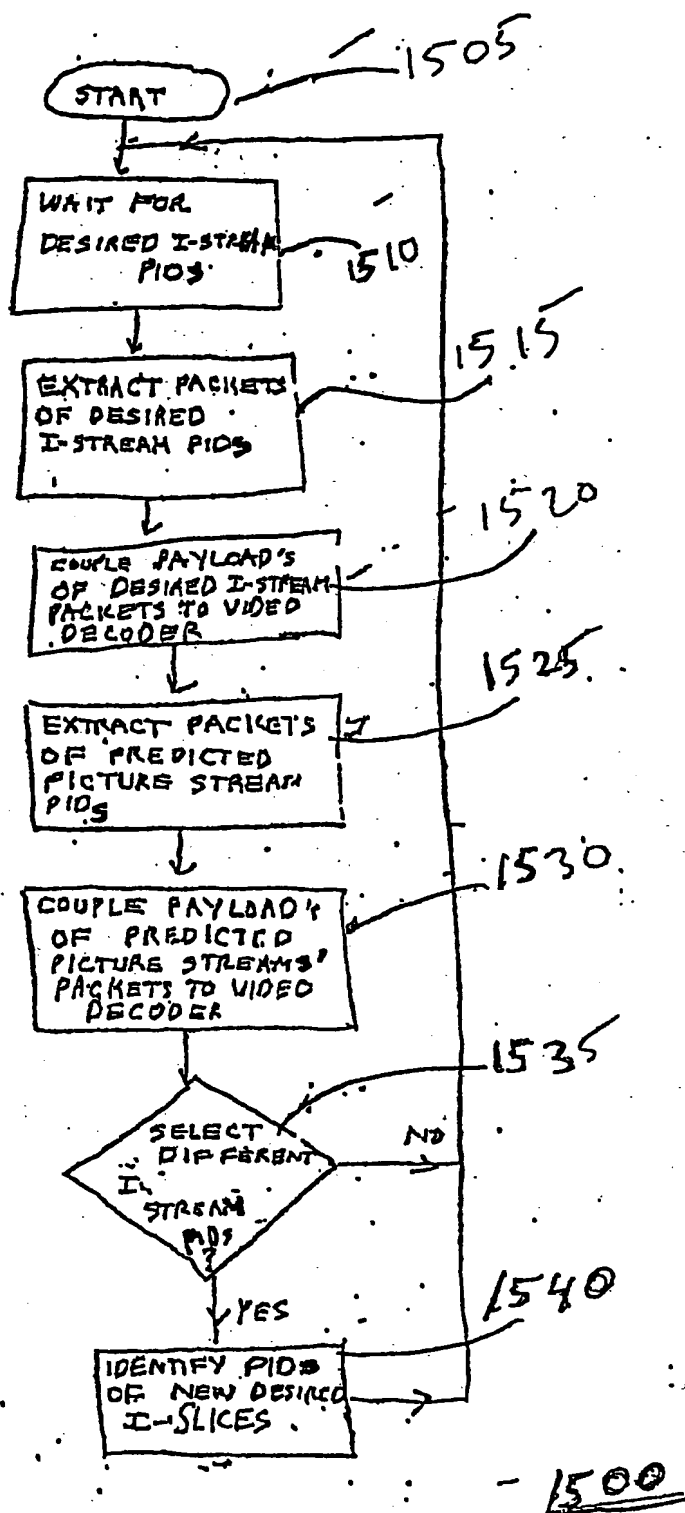 1505
START
WAIT FOR
DESIRED I-STREAM
PIDS
1510
1515
EXTRACT PACKETS
OF DESIRED
I-STREAM PIDS
1520
COUPLE PAYLOAD'S
OF DESIRED I-STREAM
PACKETS TO VIDEO
DECODER
1525
EXTRACT PACKETS
OF PREDICTED
PICTURE STREAM
PIDS
1530
COUPLE PAYLOAD'S
OF PREDICTED
PICTURE STREAMS'
PACKETS TO VIDEO
DECODER
1535
SELECT
DIFFERENT
I-
STREAM
PIDS
?
NO
YES
1540
IDENTIFY PIDS
OF NEW DESIRED
I-SLICES
1500